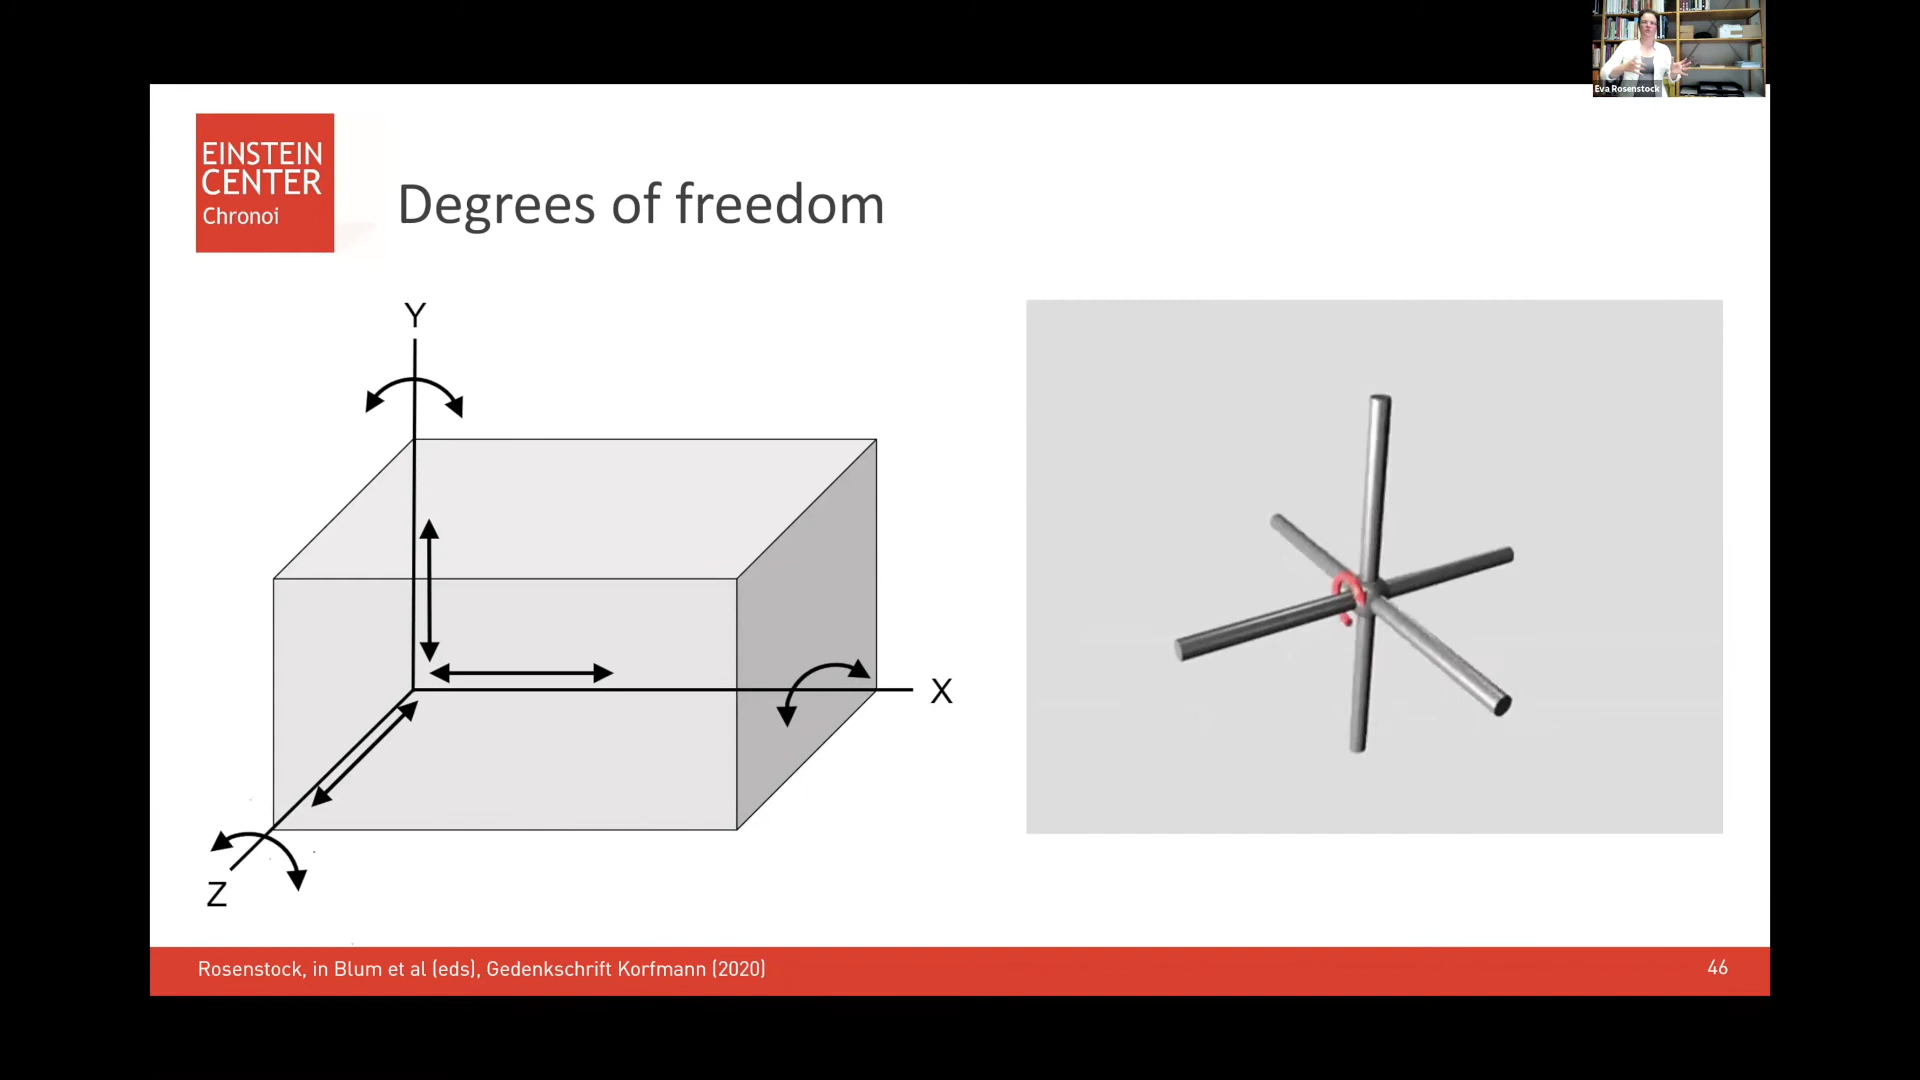 Eva Rosenstock
EINSTEIN
CENTER
Chronoi
Degrees of freedom
Y
X
Z
Rosenstock, in Blum et al (eds), Gedenkschrift Korfmann (2020)
46